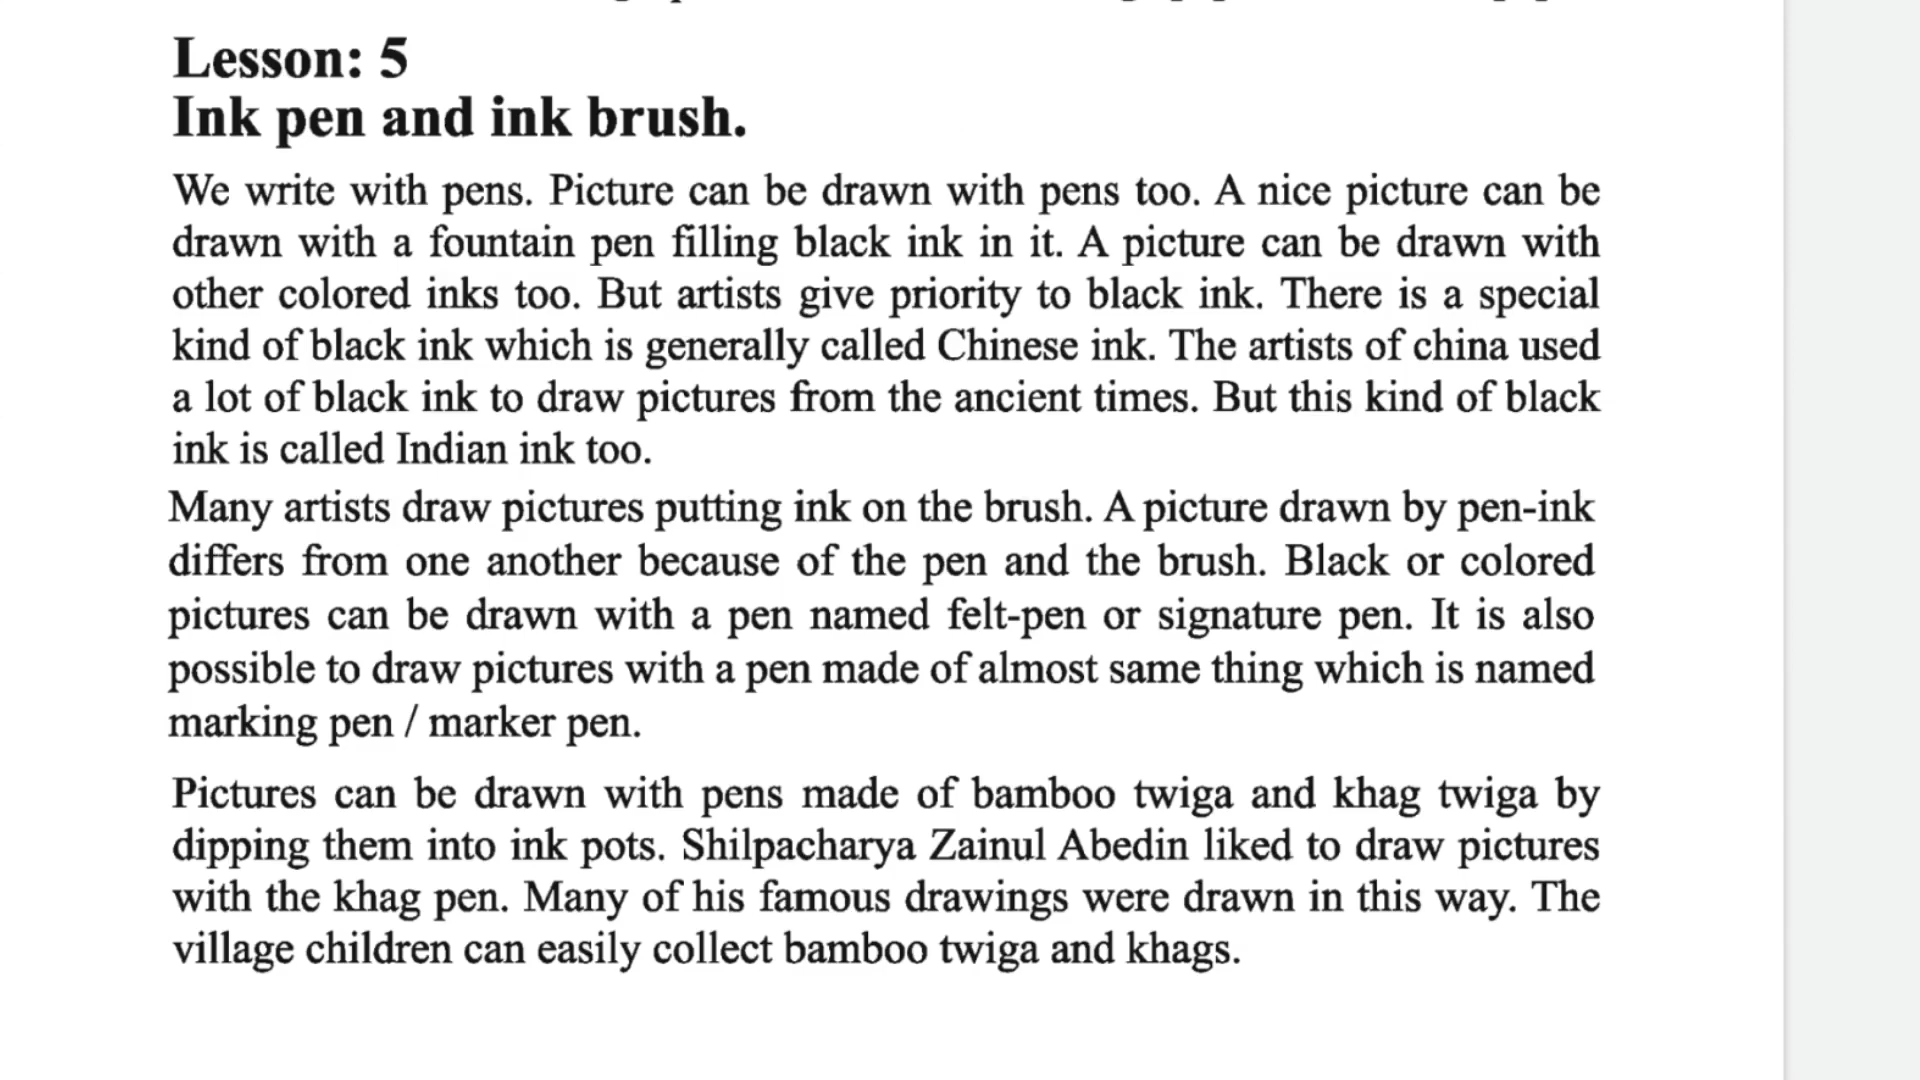 Lesson: 5
Ink pen and ink brush.
We write with pens. Picture can be drawn with pens too. A nice picture can be
drawn with a fountain pen filling black ink in it. A picture can be drawn with
other colored inks too. But artists give priority to black ink. There is a special
kind of black ink which is generally called Chinese ink. The artists of china used
a lot of black ink to draw pictures from the ancient times. But this kind of black
ink is called Indian ink too.
Many artists draw pictures putting ink on the brush. A picture drawn by pen-ink
differs from one another because of the pen and the brush. Black or colored
pictures can be drawn with a pen named felt-pen or signature pen. It is also
possible to draw pictures with a pen made of almost same thing which is named
marking pen / marker pen.
Pictures can be drawn with pens made of bamboo twiga and khag twiga by
dipping them into ink pots. Shilpacharya Zainul Abedin liked to draw pictures
with the khag pen. Many of his famous drawings were drawn in this way. The
village children can easily collect bamboo twiga and khags.